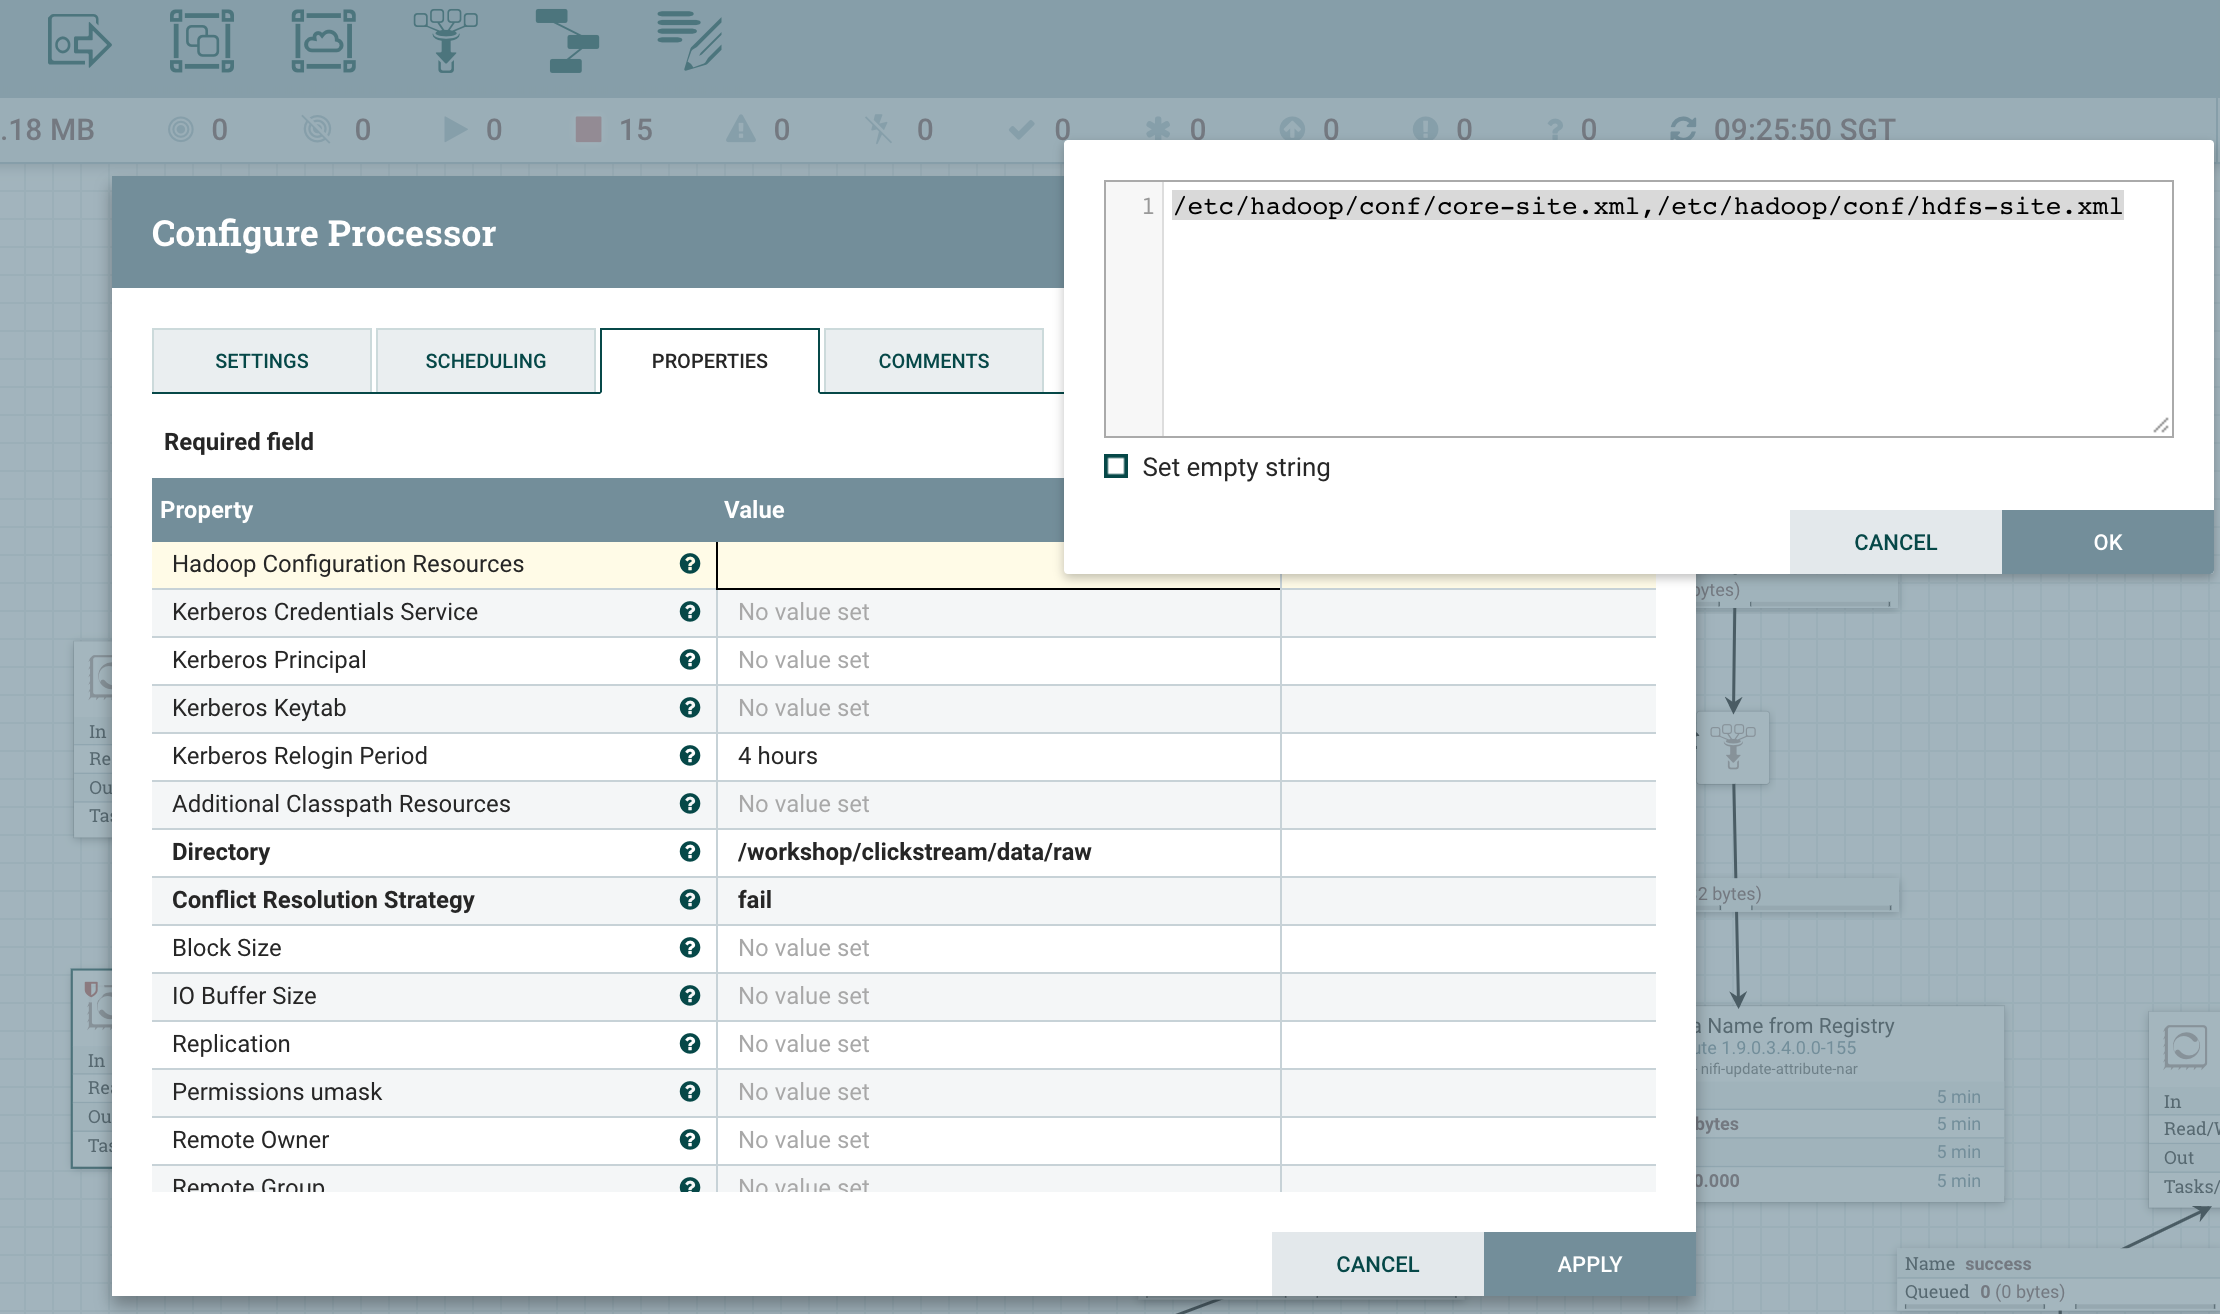 .18 MB 0 0 0 15 0 0 0 0 0 0 ? 0 09:25:50 SGT
1 /etc/hadoop/conf/core-site.xml,/etc/hadoop/conf/hdfs-site.xml
Set empty string
CANCEL OK
Configure Processor
SETTINGS SCHEDULING PROPERTIES COMMENTS
Required field
Property Value
Hadoop Configuration Resources
Kerberos Credentials Service No value set
Kerberos Principal No value set
Kerberos Keytab No value set
Kerberos Relogin Period 4 hours
Additional Classpath Resources No value set
Directory /workshop/clickstream/data/raw
Conflict Resolution Strategy fail
Block Size No value set
IO Buffer Size No value set
Replication No value set
Permissions umask No value set
Remote Owner No value set
Remote Group No value set
CANCEL APPLY
In
Re
Ou
Tas
In
Rea
Ou
Tas
bytes)
2 bytes)
a Name from Registry
ute 1.9.0.3.4.0.0-155
- nifi-update-attribute-nar
5 min
bytes 5 min
5 min
0.000 5 min
In
Read/W
Out
Tasks/
Name success
Queued 0 (0 bytes)